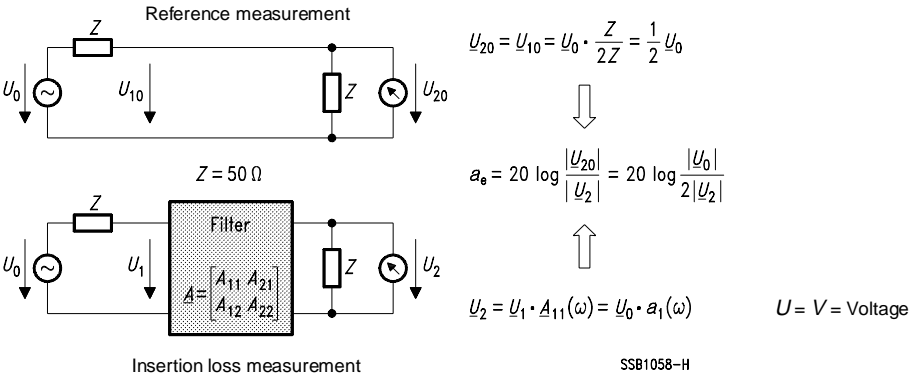 Reference measurement
Z
U₀
U₁₀
Z
U₂₀
U₂₀ = U₁₀ = U₀ · Z/2Z = 1/2 U₀
Z = 50 Ω
aₑ = 20 log |U₂₀|/|U₂| = 20 log |U₀|/2|U₂|
Z
U₀
U₁
Filter
A = [A₁₁ A₂₁
A₁₂ A₂₂]
Z
U₂
U₂ = U₁ · A₁₁(ω) = U₀ · a₁(ω)
U = V = Voltage
Insertion loss measurement
SSB1058-H